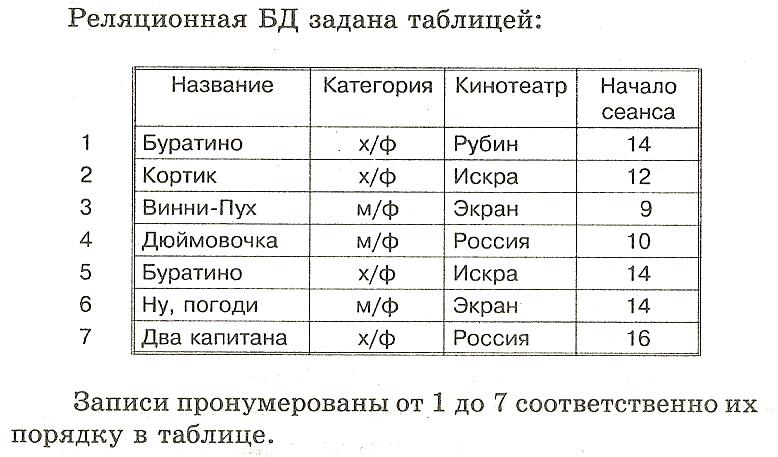 Реляционная БД задана таблицей:
Название Категория Кинотеатр Начало сеанса
1 Буратино х/ф Рубин 14
2 Кортик х/ф Искра 12
3 Винни-Пух м/ф Экран 9
4 Дюймовочка м/ф Россия 10
5 Буратино х/ф Искра 14
6 Ну, погоди м/ф Экран 14
7 Два капитана х/ф Россия 16
Записи пронумерованы от 1 до 7 соответственно их
порядку в таблице.